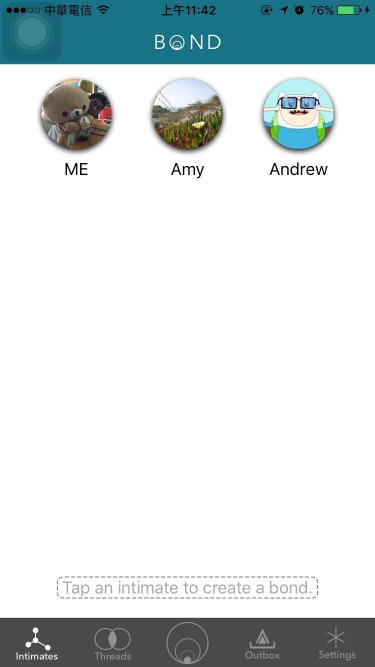 中華電信 上午11:42 76%
BOND
ME Amy Andrew
Tap an intimate to create a bond.
Intimates Threads Outbox Settings